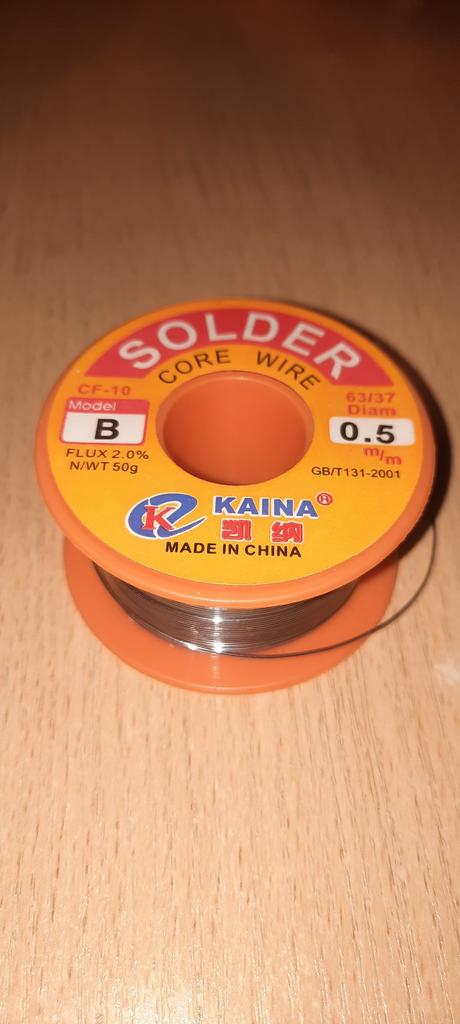 SOLDER
CORE WIRE
CF-10
Model
B
FLUX 2.0%
N/WT 50g
63/37
Diam
0.5
m/m
GB/T131-2001
K
KAINA®
凯纳
MADE IN CHINA